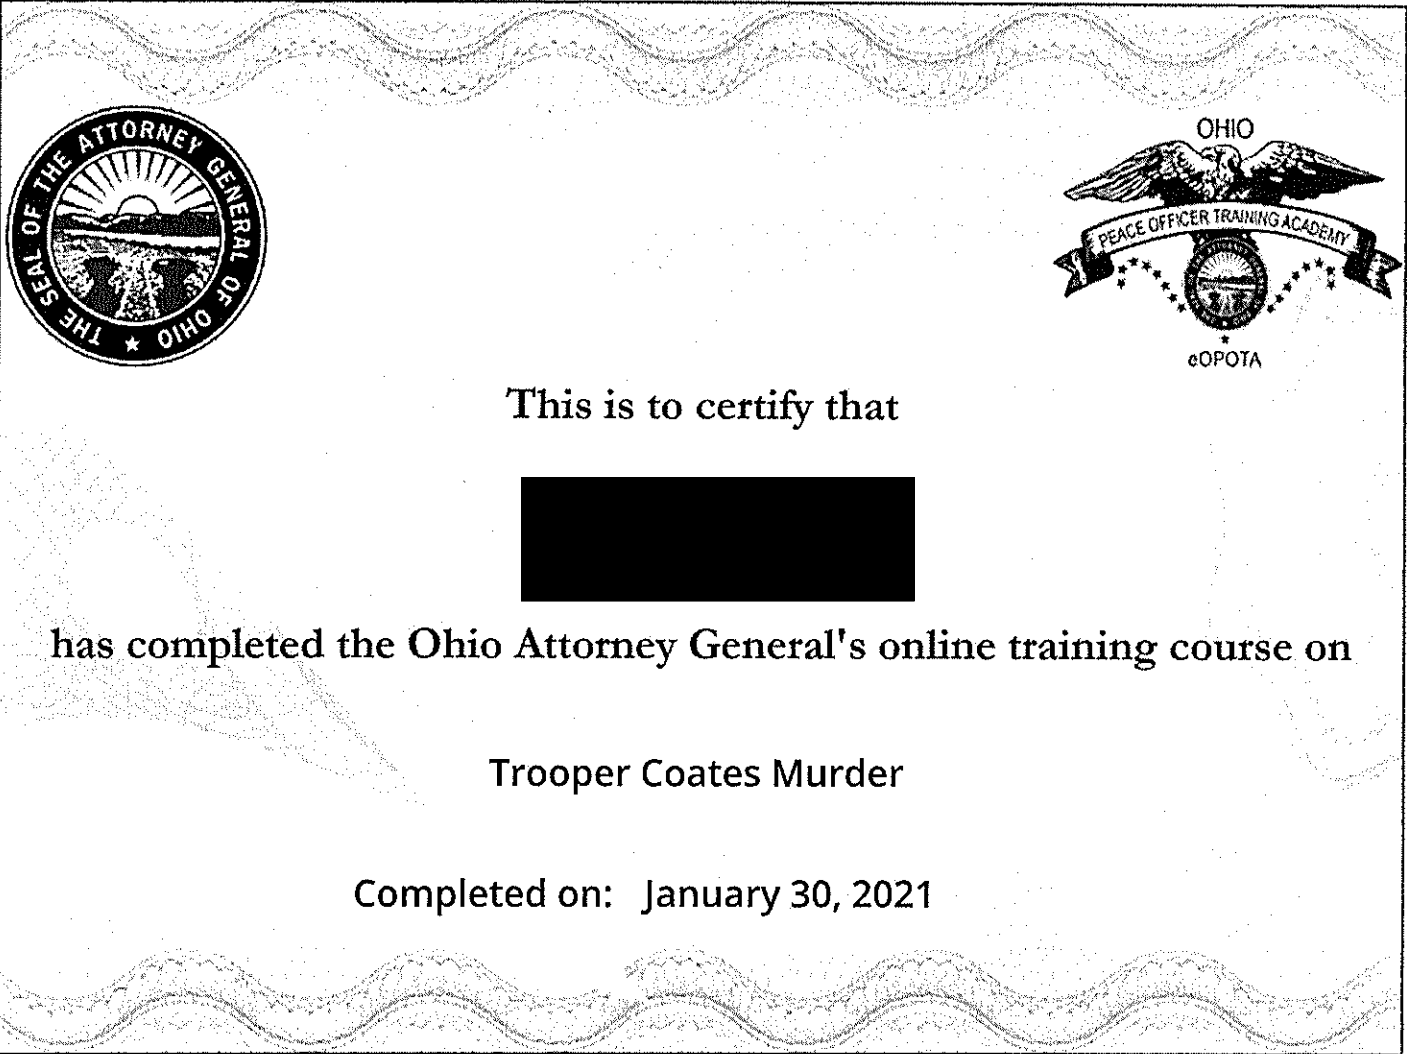 THE SEAL OF THE ATTORNEY GENERAL OF OHIO
OHIO
PEACE OFFICER TRAINING ACADEMY
eOPOTA
This is to certify that
has completed the Ohio Attorney General's online training course on
Trooper Coates Murder
Completed on: January 30, 2021